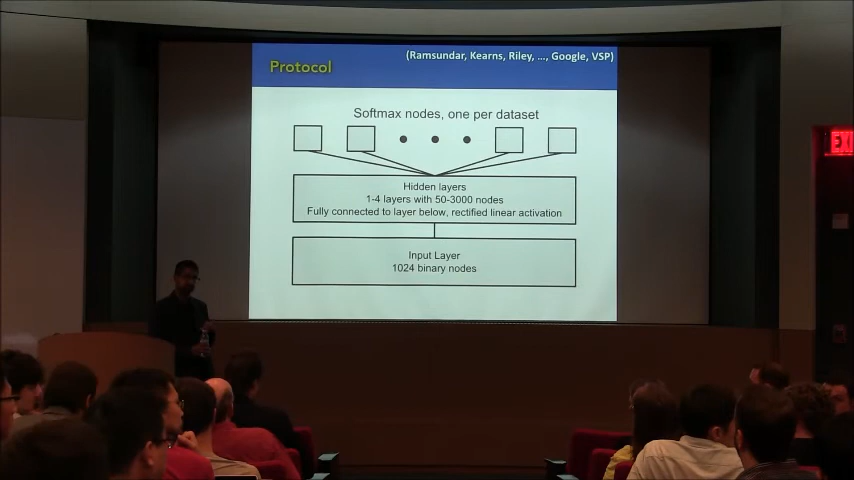 (Ramsundar, Kearns, Riley, ..., Google, VSP)
Protocol
Softmax nodes, one per dataset
Hidden layers
1-4 layers with 50-3000 nodes
Fully connected to layer below, rectified linear activation
Input Layer
1024 binary nodes
EXI